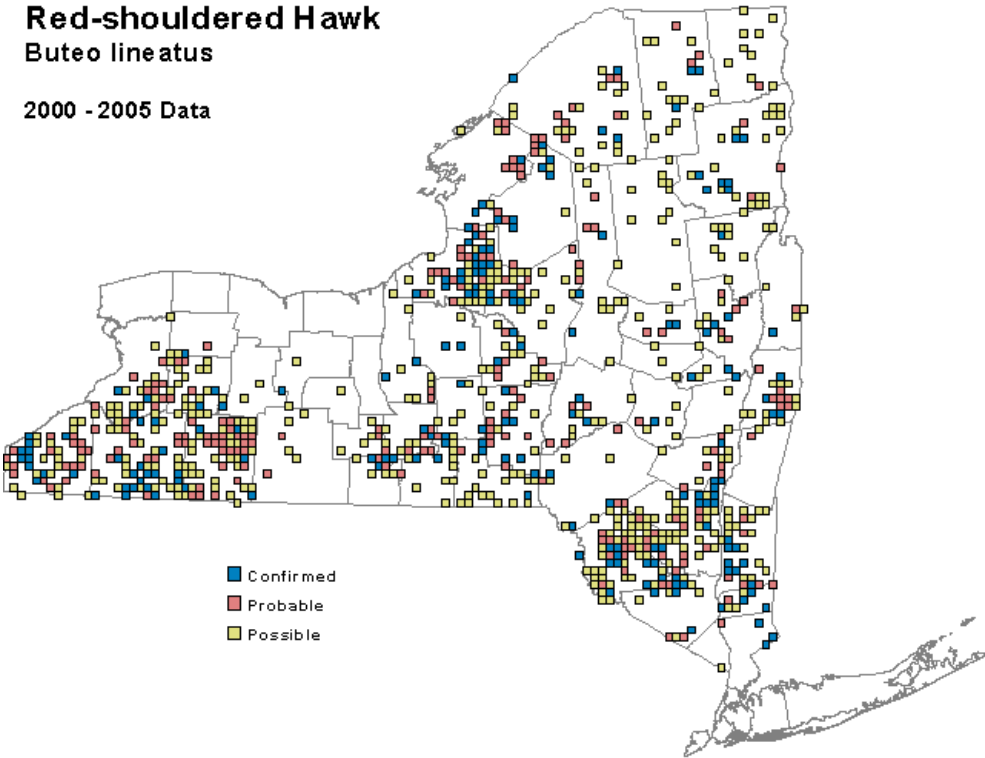 Red-shouldered Hawk
Buteo lineatus
2000 - 2005 Data
Confirmed
Probable
Possible